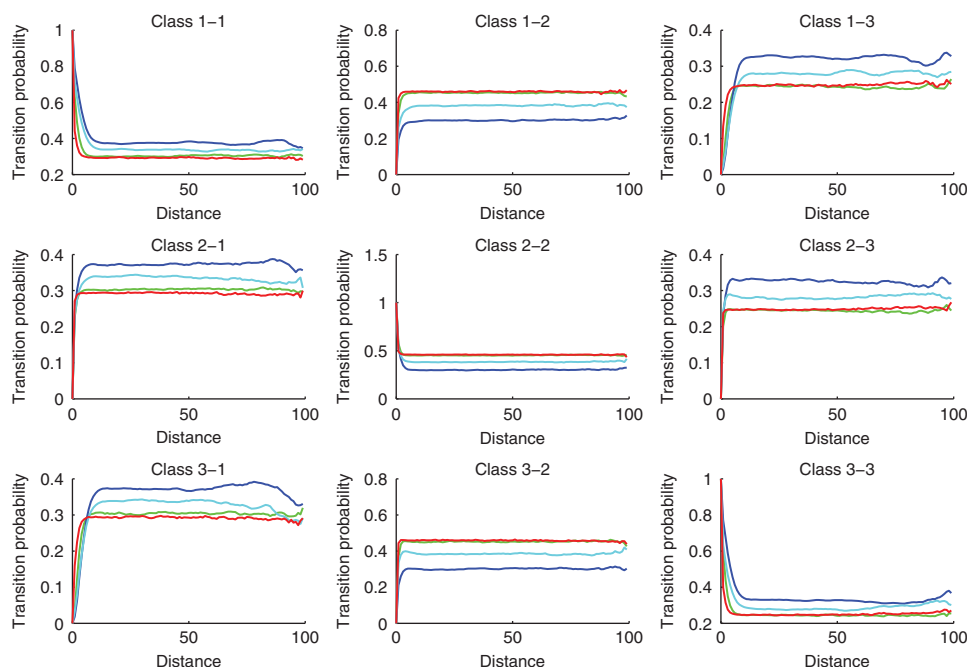 Class 1−1
Class 1−2
Class 1−3
Transition probability
1
0.8
0.6
0.4
0.2
0
50
100
Distance
Transition probability
0.8
0.6
0.4
0.2
0
0
50
100
Distance
Transition probability
0.4
0.3
0.2
0.1
0
0
50
100
Distance
Class 2−1
Class 2−2
Class 2−3
Transition probability
0.4
0.3
0.2
0.1
0
0
50
100
Distance
Transition probability
1.5
1
0.5
0
0
50
100
Distance
Transition probability
0.4
0.3
0.2
0.1
0
0
50
100
Distance
Class 3−1
Class 3−2
Class 3−3
Transition probability
0.4
0.3
0.2
0.1
0
0
50
100
Distance
Transition probability
0.8
0.6
0.4
0.2
0
0
50
100
Distance
Transition probability
1
0.8
0.6
0.4
0.2
0
50
100
Distance